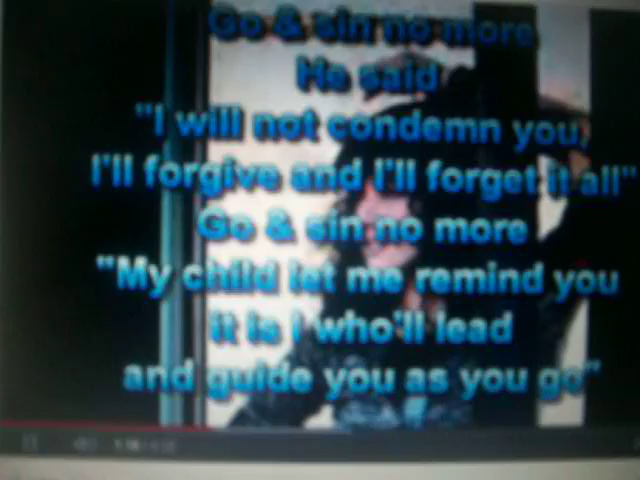 Go & sin no more
He said
"I will not condemn you,
I'll forgive and I'll forget it all"
Go & sin no more
"My child let me remind you
it is I who'll lead
and guide you as you go"